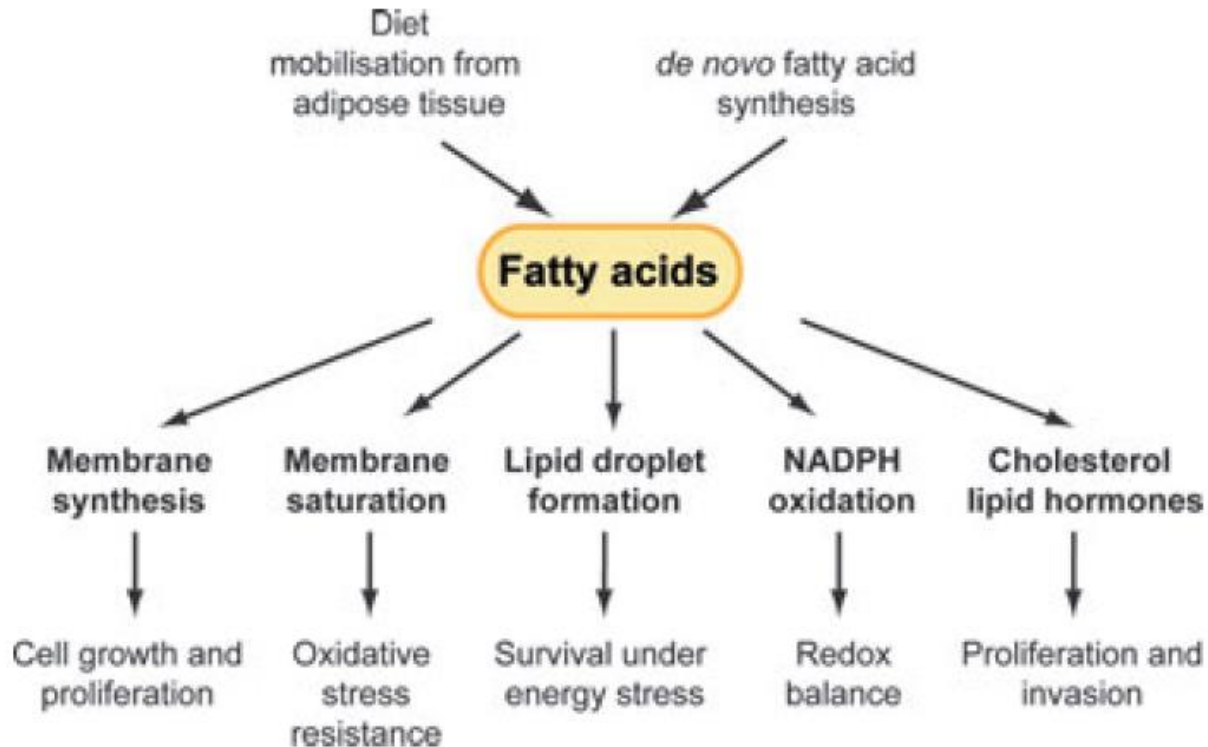 Diet
mobilisation from
adipose tissue
de novo fatty acid
synthesis
Fatty acids
Membrane
synthesis
Membrane
saturation
Lipid droplet
formation
NADPH
oxidation
Cholesterol
lipid hormones
Cell growth and
proliferation
Oxidative
stress
resistance
Survival under
energy stress
Redox
balance
Proliferation and
invasion